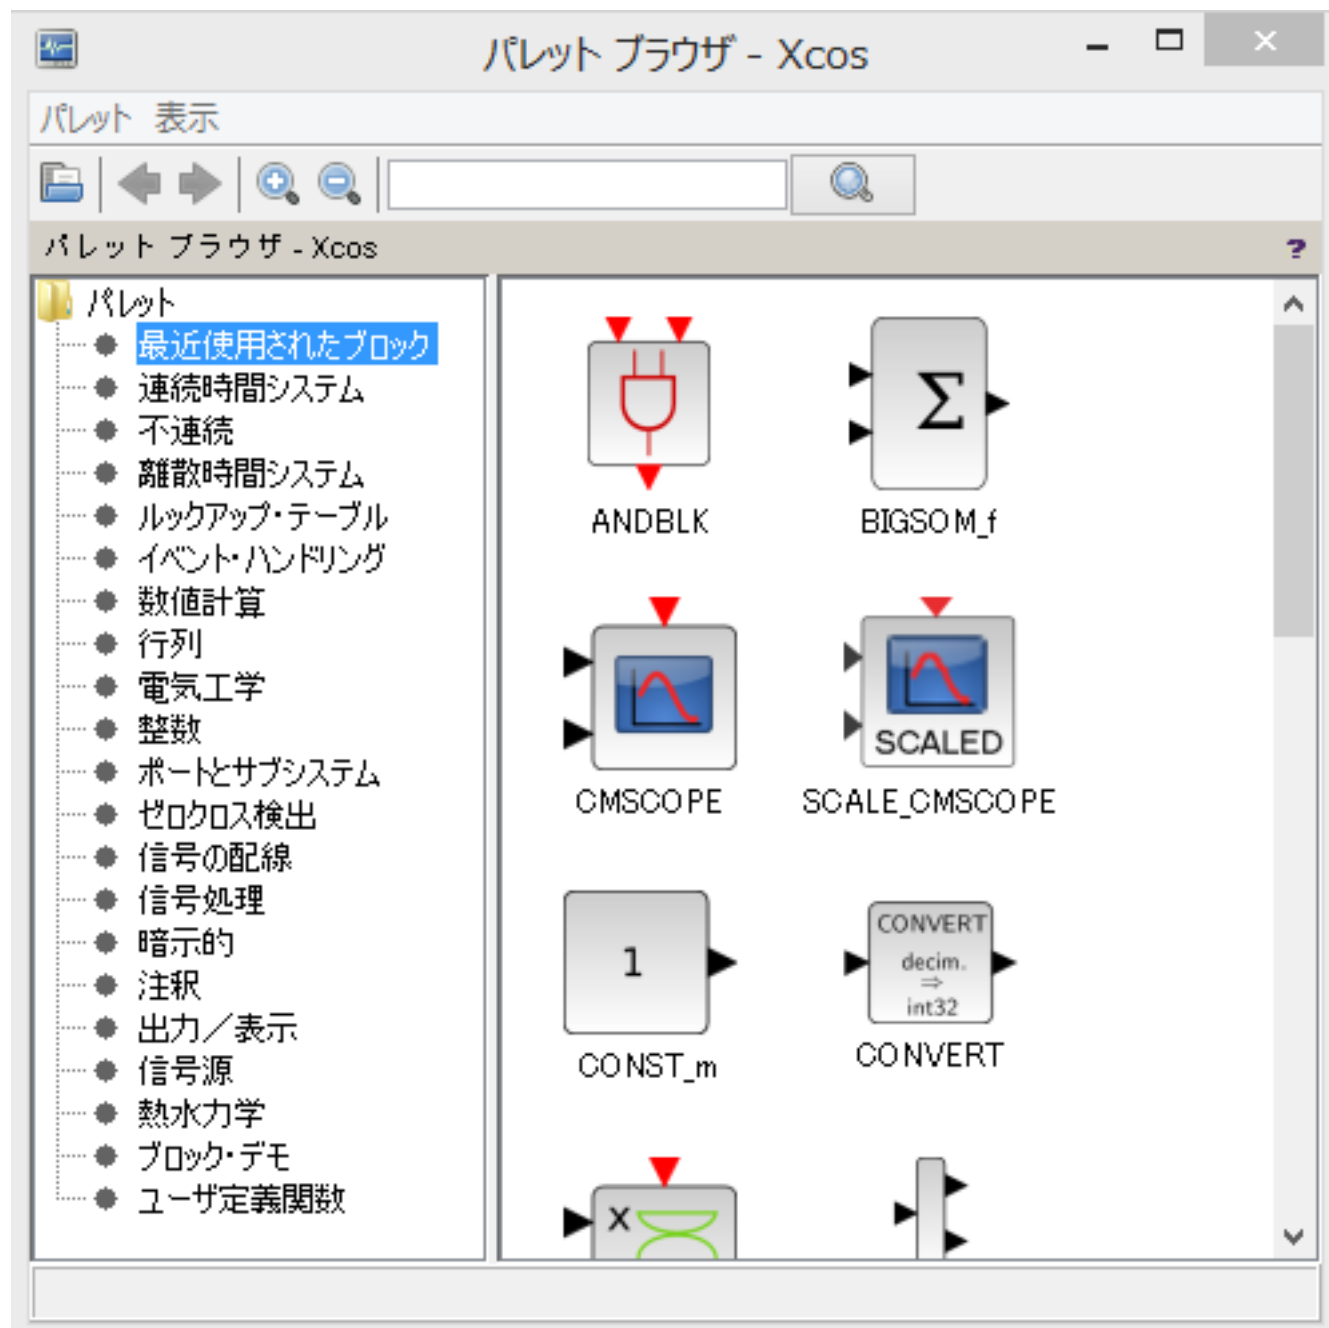 パレット ブラウザ - Xcos
パレット 表示
パレット ブラウザ - Xcos ?
パレット
最近使用されたブロック
連続時間システム
不連続
離散時間システム
ルックアップ・テーブル
イベント・ハンドリング
数値計算
行列
電気工学
整数
ポートとサブシステム
ゼロクロス検出
信号の配線
信号処理
暗示的
注釈
出力／表示
信号源
熱水力学
ブロック・デモ
ユーザ定義関数
Σ
ANDBLK BIGSOM_f
SCALED
CMSCOPE SCALE_CMSCOPE
1
CONVERT
decim.
⇒
int32
CONST_m CONVERT
X